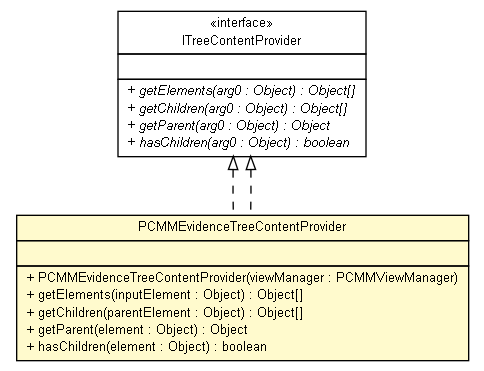 «interface»
ITreeContentProvider
+ getElements(arg0 : Object) : Object[]
+ getChildren(arg0 : Object) : Object[]
+ getParent(arg0 : Object) : Object
+ hasChildren(arg0 : Object) : boolean
PCMMEvidenceTreeContentProvider
+ PCMMEvidenceTreeContentProvider(viewManager : PCMMViewManager)
+ getElements(inputElement : Object) : Object[]
+ getChildren(parentElement : Object) : Object[]
+ getParent(element : Object) : Object
+ hasChildren(element : Object) : boolean